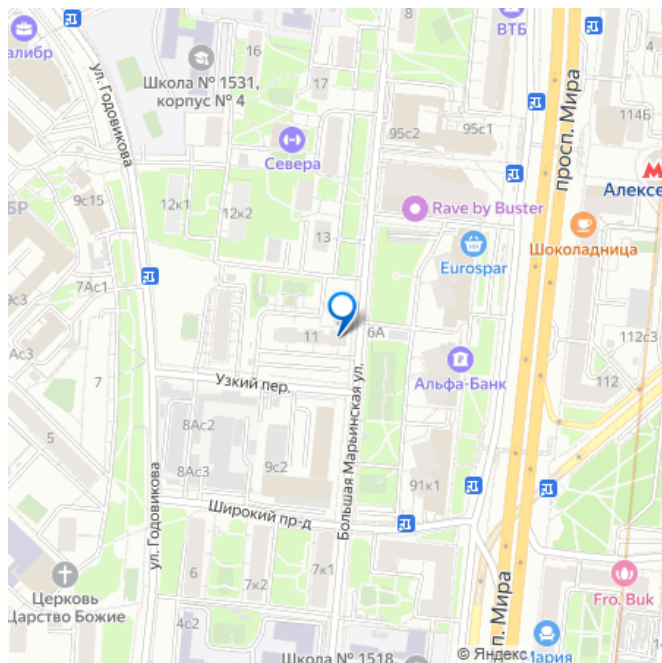 ВТБ
алибр
ул. Годовикова
16
Школа № 1531,
корпус № 4
17
просп. Мира
114Б
95с2
95с1
Севера
Алексе
9с15
БР
12к1
12к2
Rave by Buster
13
Шоколадница
Eurospar
7Ас1
9с3
Ас3
11
6А
112с3
7
Узкий пер.
Альфа-Банк
112
Большая Марьинская ул.
8Ас2
5
8Ас3
9с2
91к1
Широкий пр-д
ул. Годовикова
6
7к2
7к1
Церковь
Царство Божие
Fro. Buk
4с2
просп. Мира
Школа № 1518,
© Яндекс
Мария